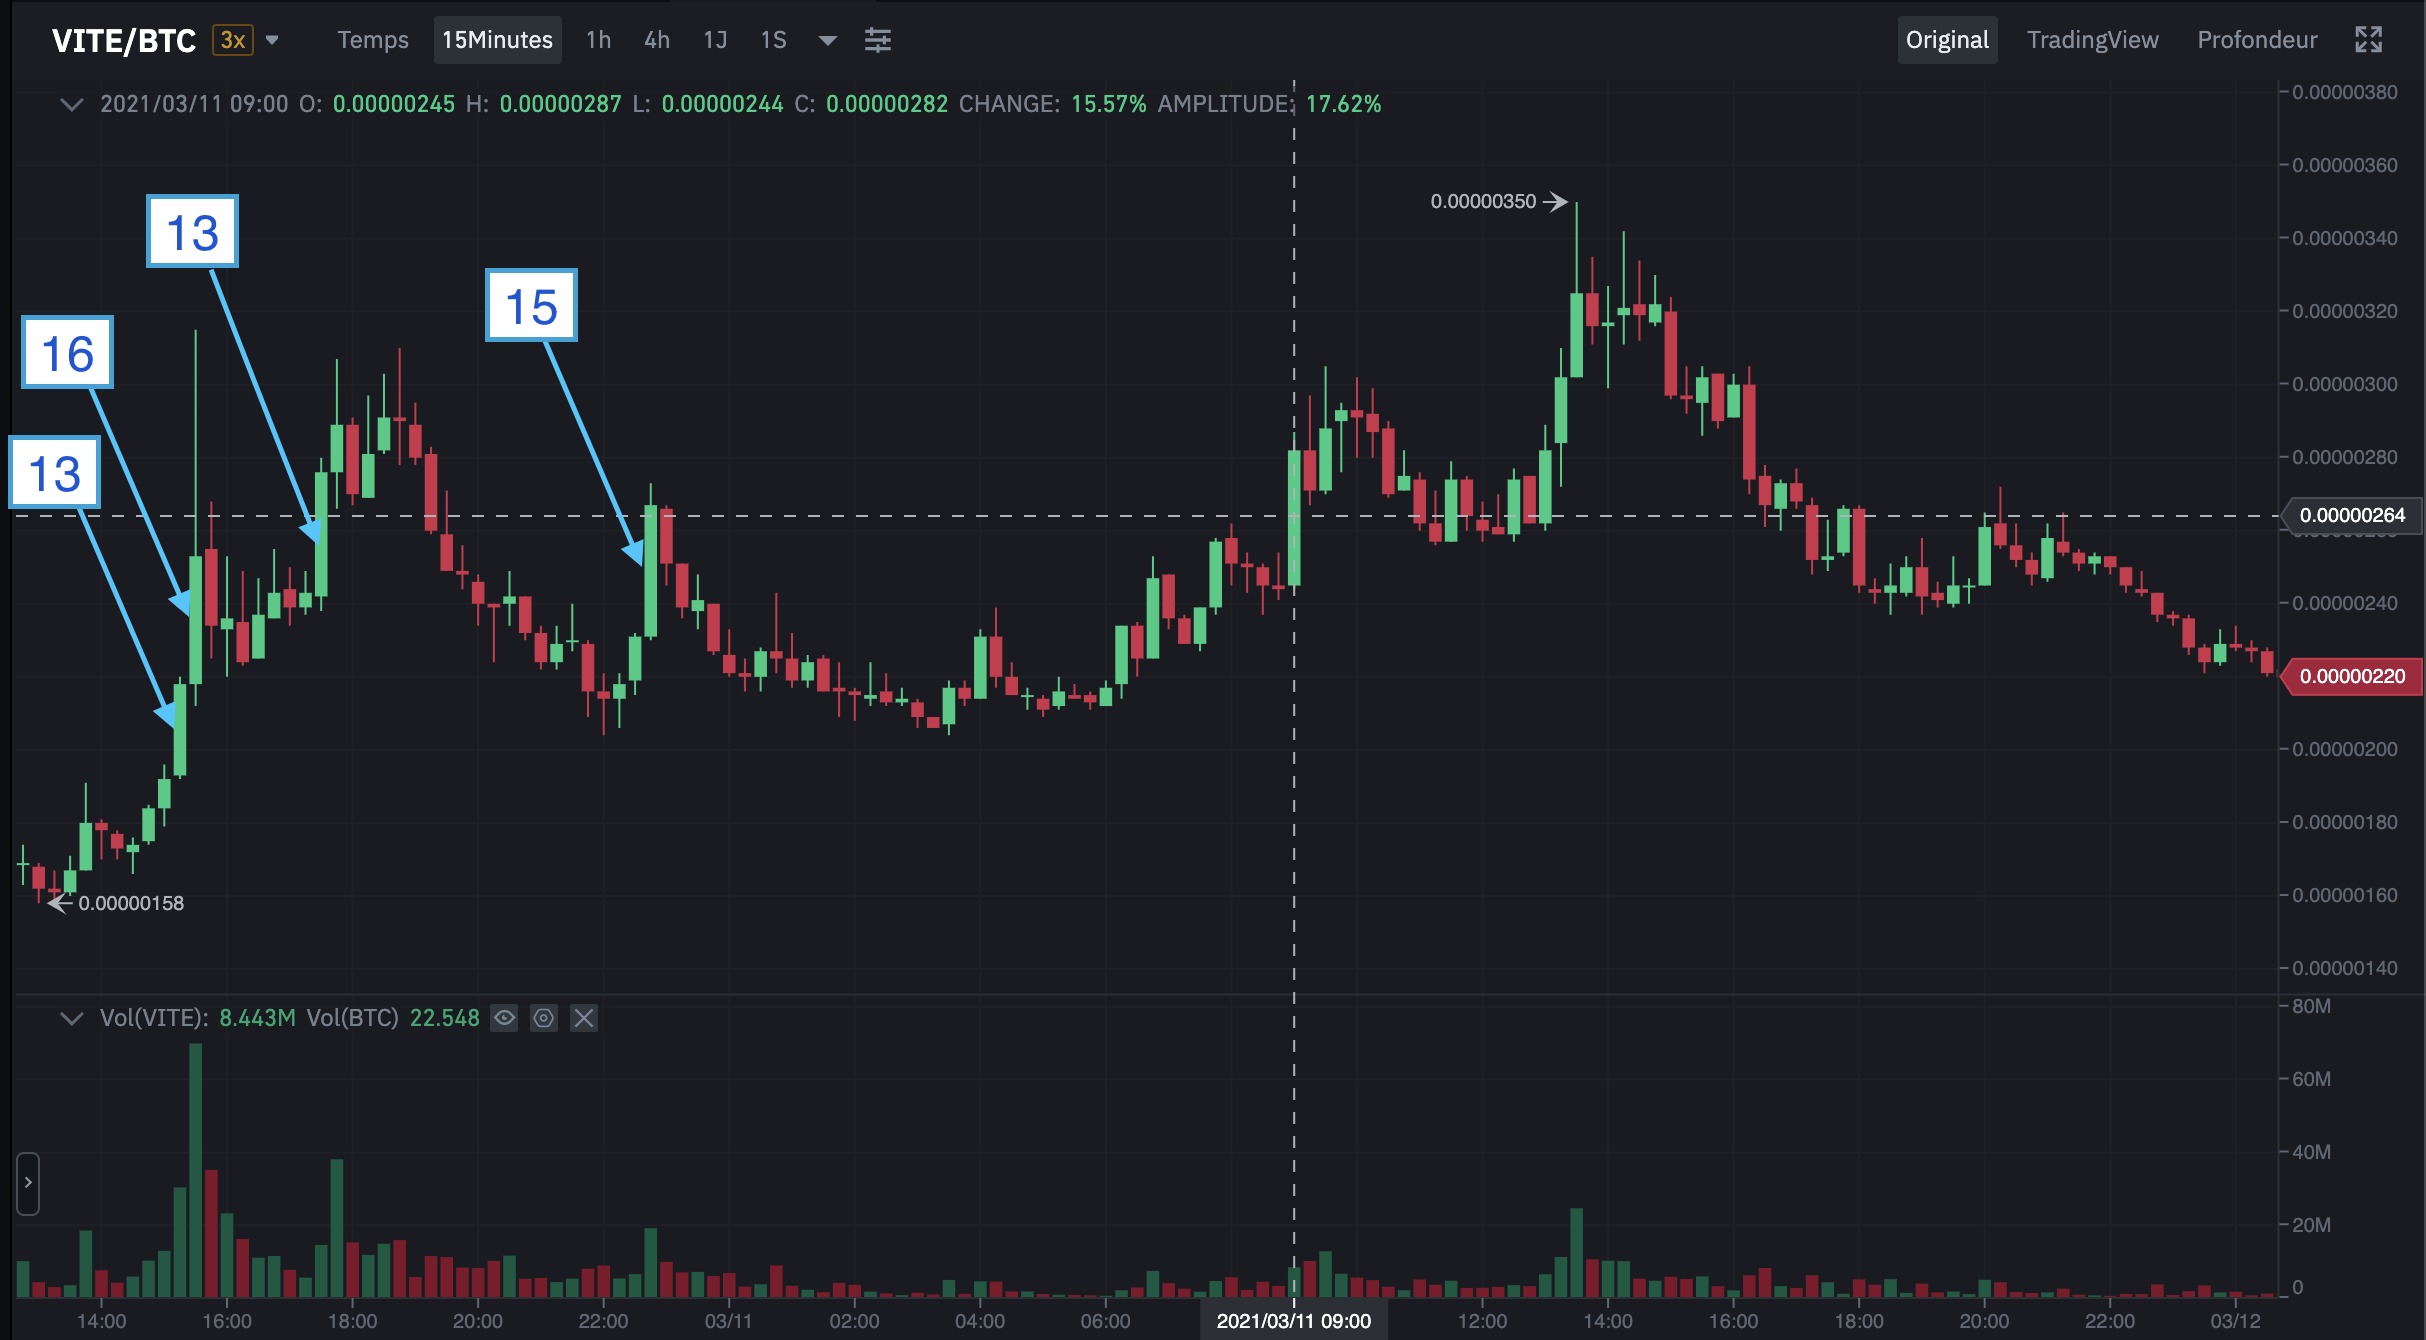 VITE/BTC 3x Temps 15Minutes 1h 4h 1J 1S Original TradingView Profondeur
2021/03/11 09:00 O: 0.00000245 H: 0.00000287 L: 0.00000244 C: 0.00000282 CHANGE: 15.57% AMPLITUDE: 17.62%
0.00000380
0.00000360
0.00000350
13
0.00000340
15
0.00000320
16
0.00000300
13
0.00000280
0.00000264
0.00000240
0.00000220
0.00000200
0.00000180
0.00000158
0.00000160
0.00000140
Vol(VITE): 8.443M Vol(BTC) 22.548
80M
60M
40M
20M
0
14:00 16:00 18:00 20:00 22:00 03/11 02:00 04:00 06:00 2021/03/11 09:00 12:00 14:00 16:00 18:00 20:00 22:00 03/12